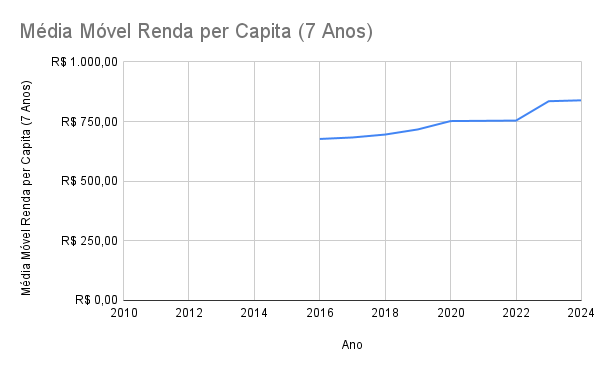 Média Móvel Renda per Capita (7 Anos)
Média Móvel Renda per Capita (7 Anos)
R$ 1.000,00
R$ 750,00
R$ 500,00
R$ 250,00
R$ 0,00
2010 2012 2014 2016 2018 2020 2022 2024
Ano